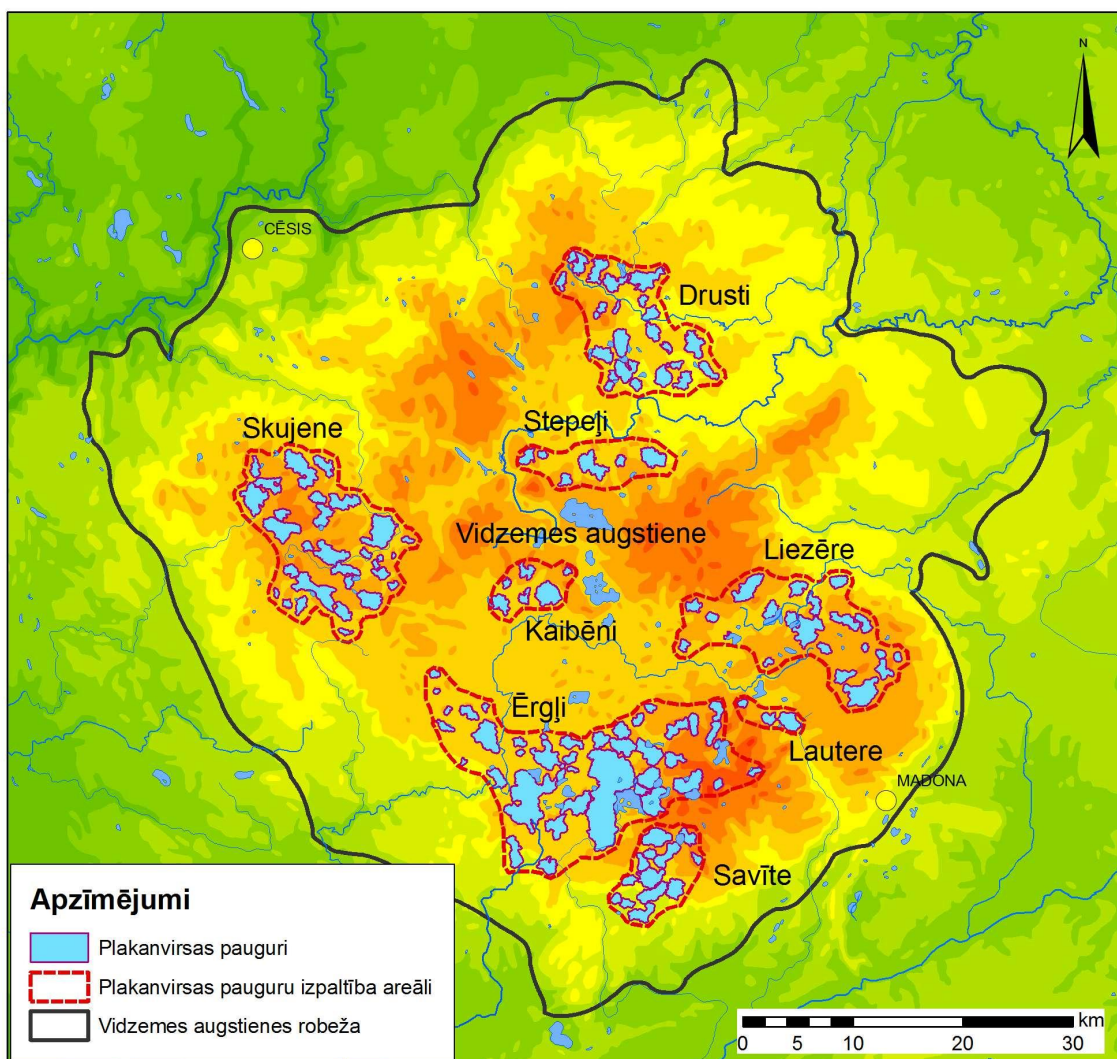 N
CĒSIS
Drusti
Stepeļi
Skujene
Vidzemes augstiene
Liezēre
Kaibēni
Ērgļi
Lautere
MADONA
Savīte
Apzīmējumi
Plakanvirsas pauguri
Plakanvirsas pauguru izpaltība areāli
Vidzemes augstienes robeža
km
0 5 10 20 30